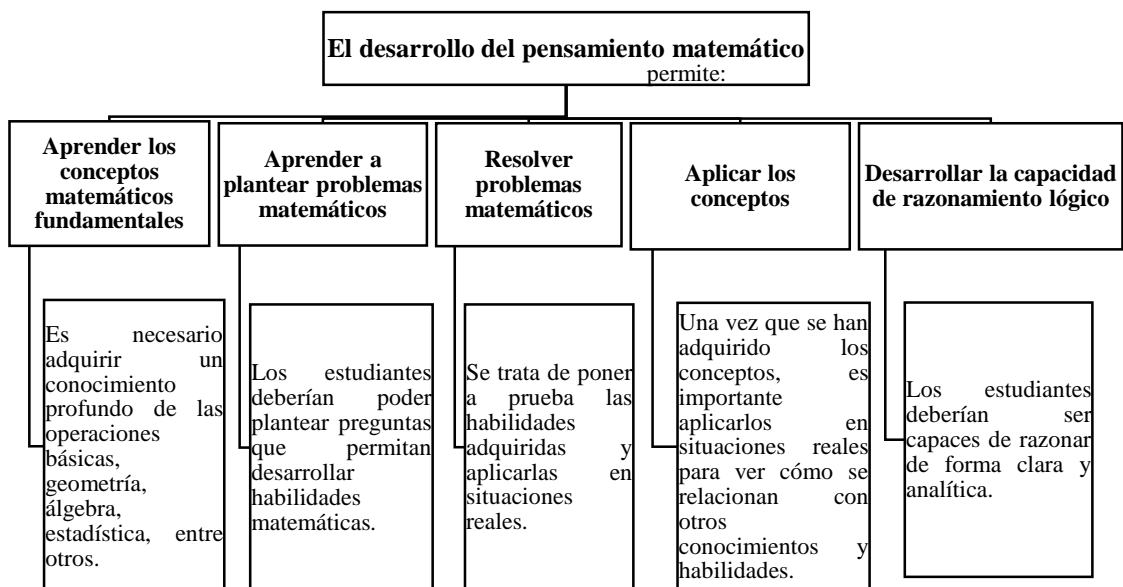 El desarrollo del pensamiento matemático
permite:
Aprender los
conceptos
matemáticos
fundamentales
Aprender a
plantear problemas
matemáticos
Resolver
problemas
matemáticos
Aplicar los
conceptos
Desarrollar la capacidad
de razonamiento lógico
Es necesario
adquirir un
conocimiento
profundo de las
operaciones
básicas,
geometría,
álgebra,
estadística, entre
otros.
Los estudiantes
deberían poder
plantear preguntas
que permitan
desarrollar
habilidades
matemáticas.
Se trata de poner
a prueba las
habilidades
adquiridas y
aplicarlas en
situaciones
reales.
Una vez que se han
adquirido los
conceptos, es
importante
aplicarlos en
situaciones reales
para ver cómo se
relacionan con
otros
conocimientos y
habilidades.
Los estudiantes
deberían ser
capaces de razonar
de forma clara y
analítica.